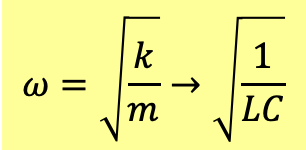 ω = √(k/m) → √(1/LC)